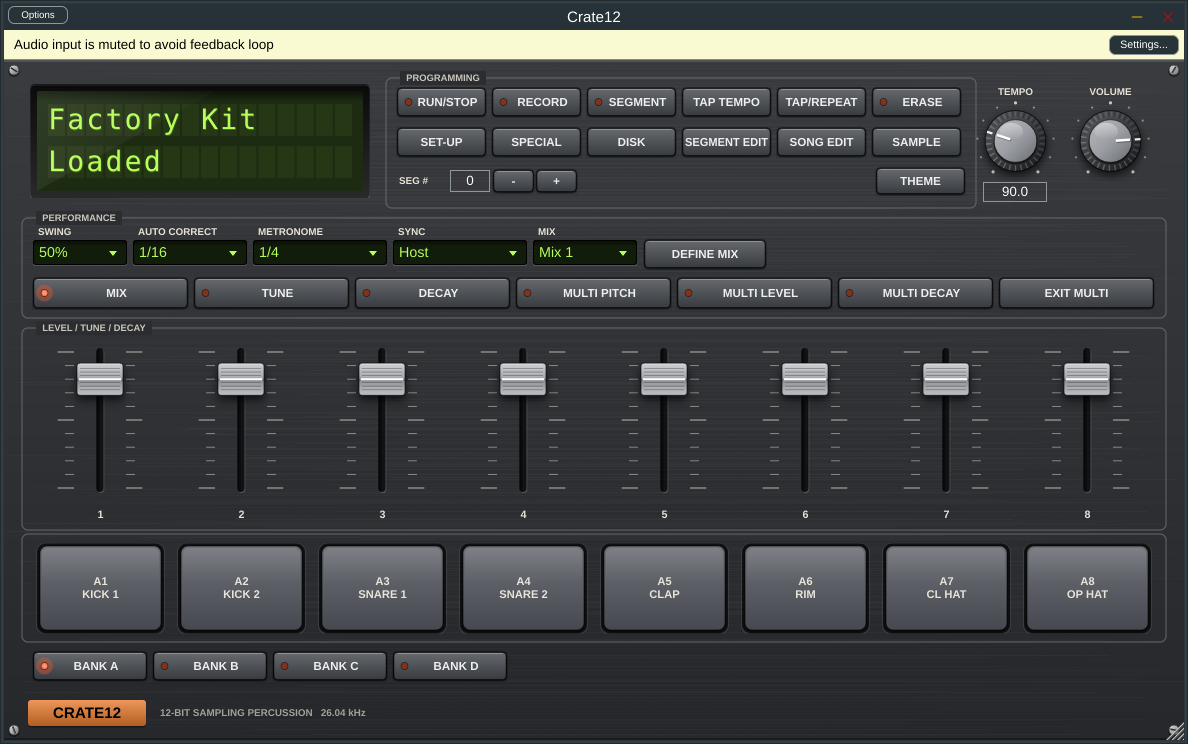 Options
Crate12
Audio input is muted to avoid feedback loop
Settings...
Factory Kit
Loaded
PROGRAMMING
RUN/STOP RECORD SEGMENT TAP TEMPO TAP/REPEAT ERASE
SET-UP SPECIAL DISK SEGMENT EDIT SONG EDIT SAMPLE
SEG # 0 - + THEME
TEMPO VOLUME
90.0
PERFORMANCE
SWING AUTO CORRECT METRONOME SYNC MIX
50% 1/16 1/4 Host Mix 1 DEFINE MIX
MIX TUNE DECAY MULTI PITCH MULTI LEVEL MULTI DECAY EXIT MULTI
LEVEL / TUNE / DECAY
1 2 3 4 5 6 7 8
A1 A2 A3 A4 A5 A6 A7 A8
KICK 1 KICK 2 SNARE 1 SNARE 2 CLAP RIM CL HAT OP HAT
BANK A BANK B BANK C BANK D
CRATE12 12-BIT SAMPLING PERCUSSION 26.04 kHz